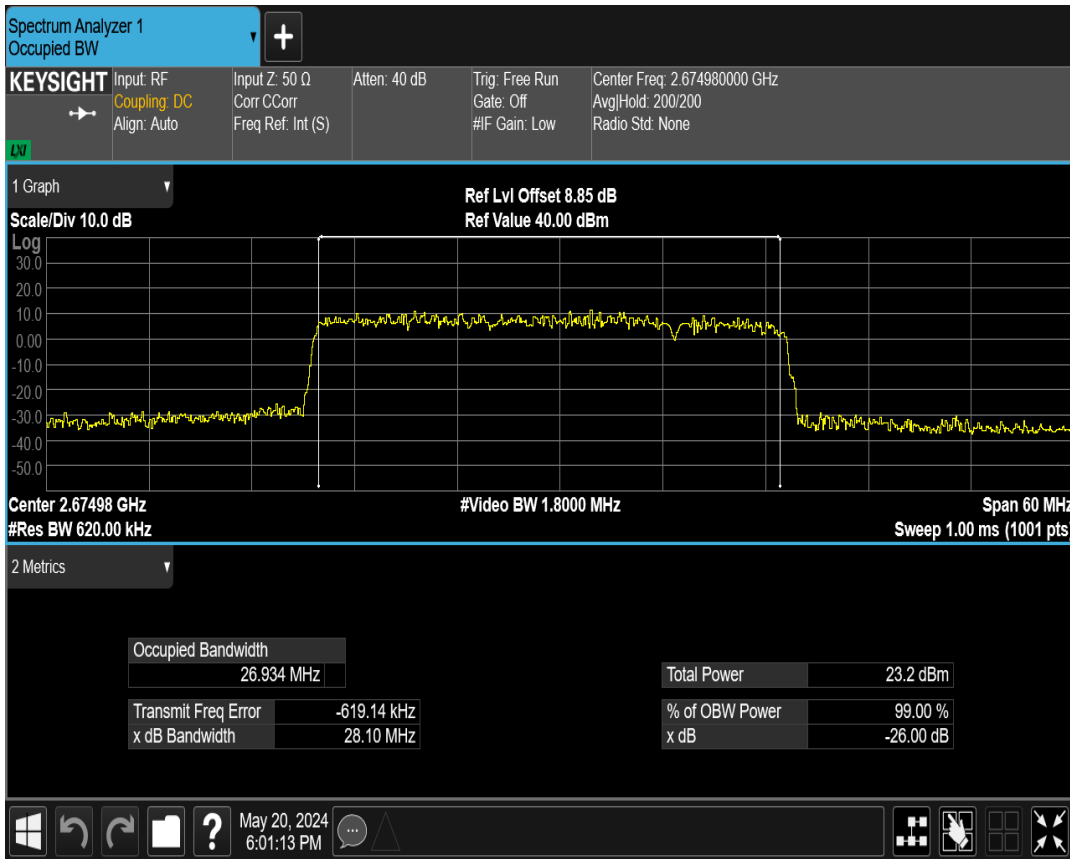 Spectrum Analyzer 1
Occupied BW
+
KEYSIGHT
LXI
Input: RF
Coupling: DC
Align: Auto
Input Z: 50 Ω
Corr CCorr
Freq Ref: Int (S)
Atten: 40 dB
Trig: Free Run
Gate: Off
#IF Gain: Low
Center Freq: 2.674980000 GHz
Avg|Hold: 200/200
Radio Std: None
1 Graph
Ref Lvl Offset 8.85 dB
Scale/Div 10.0 dB
Ref Value 40.00 dBm
Log
30.0
20.0
10.0
0.00
-10.0
-20.0
-30.0
-40.0
-50.0
Center 2.67498 GHz
#Video BW 1.8000 MHz
Span 60 MHz
#Res BW 620.00 kHz
Sweep 1.00 ms (1001 pts)
2 Metrics
Occupied Bandwidth
26.934 MHz
Total Power 23.2 dBm
Transmit Freq Error -619.14 kHz
% of OBW Power 99.00 %
x dB Bandwidth 28.10 MHz
x dB -26.00 dB
?
May 20, 2024
6:01:13 PM